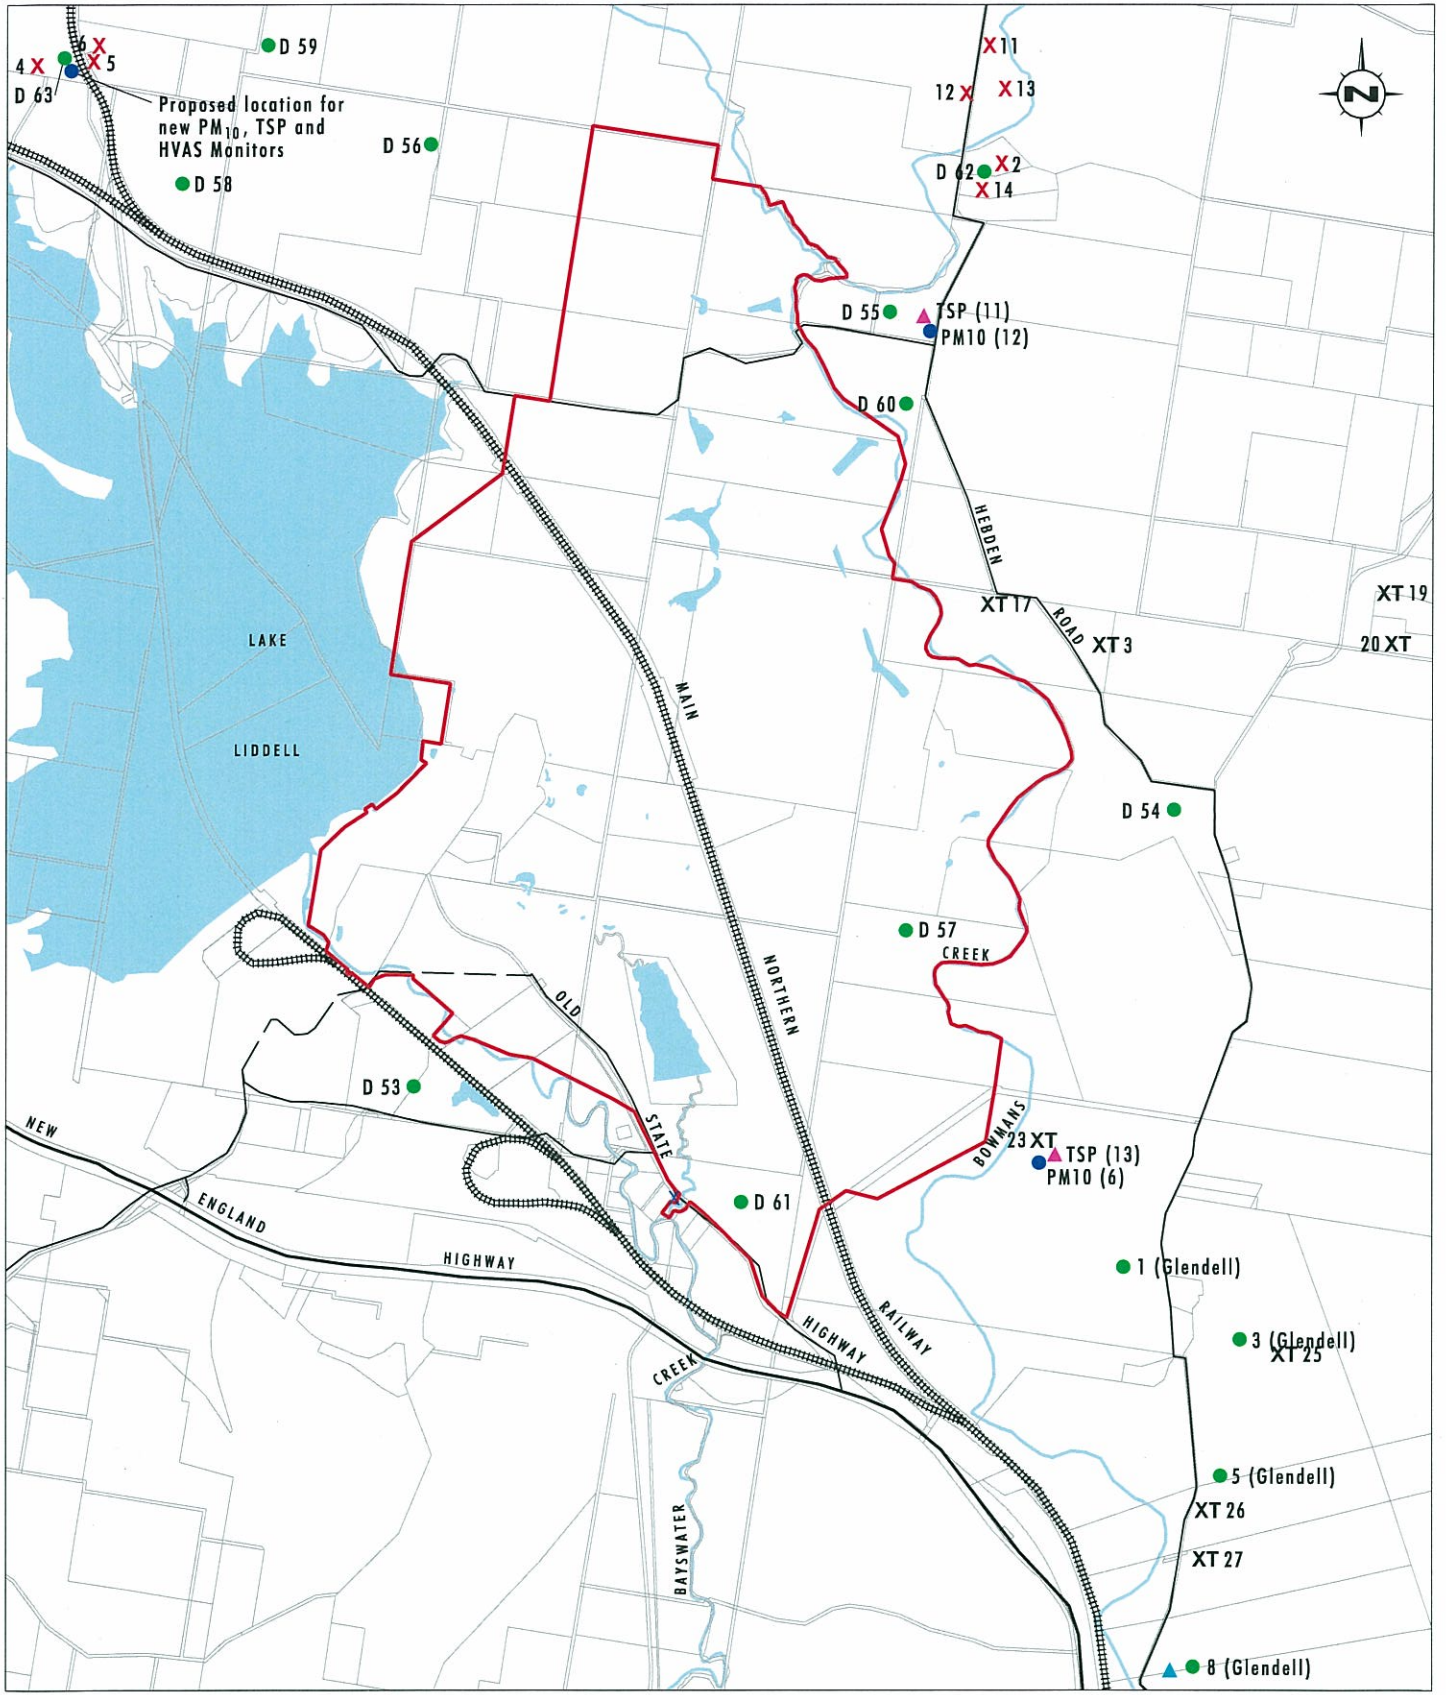 6 X
D 59
X 11
4 X
X 5
D 63
12 X
X 13
N
Proposed location for
new PM10, TSP and
HVAS Monitors
D 56
D 58
X 2
D 62
X 14
D 55
TSP (11)
PM10 (12)
D 60
HEBDEN
ROAD
XT 17
XT 19
XT 3
20 XT
LAKE
LIDDELL
MAIN
D 54
D 57
CREEK
NORTHERN
OLD
D 53
STATE
NEW
BOWMANS
23 XT
TSP (13)
PM10 (6)
D 61
ENGLAND
HIGHWAY
1 (Glendell)
RAILWAY
HIGHWAY
3 (Glendell)
XT 25
CREEK
5 (Glendell)
XT 26
BAYSWATER
XT 27
8 (Glendell)